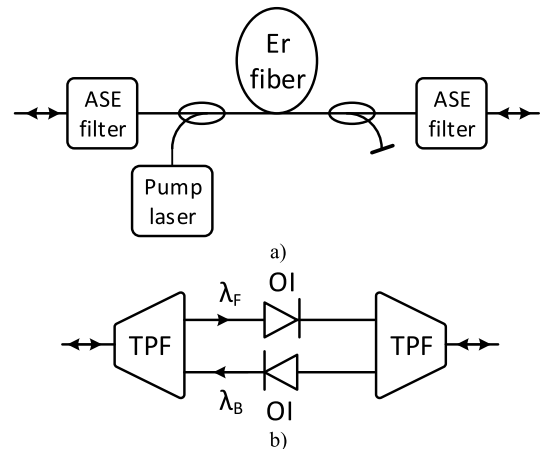 Er
fiber
ASE
filter
ASE
filter
Pump
laser
a)
λF
OI
TPF
TPF
λB
OI
b)